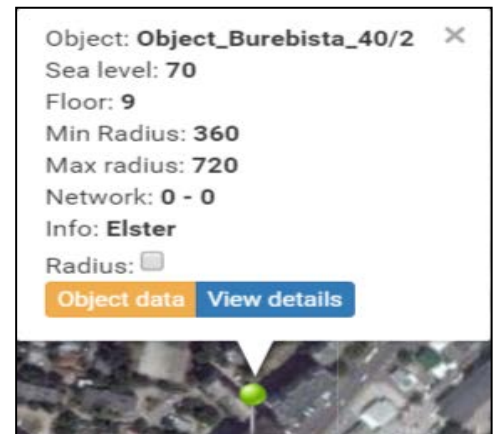 Object: Object_Burebista_40/2 ×
Sea level: 70
Floor: 9
Min Radius: 360
Max radius: 720
Network: 0 - 0
Info: Elster
Radius:
Object data View details